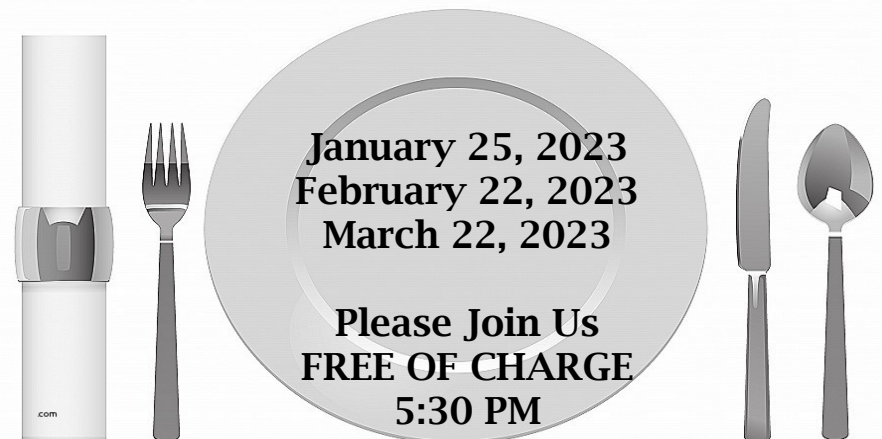 January 25, 2023
February 22, 2023
March 22, 2023
Please Join Us
FREE OF CHARGE
5:30 PM
.com